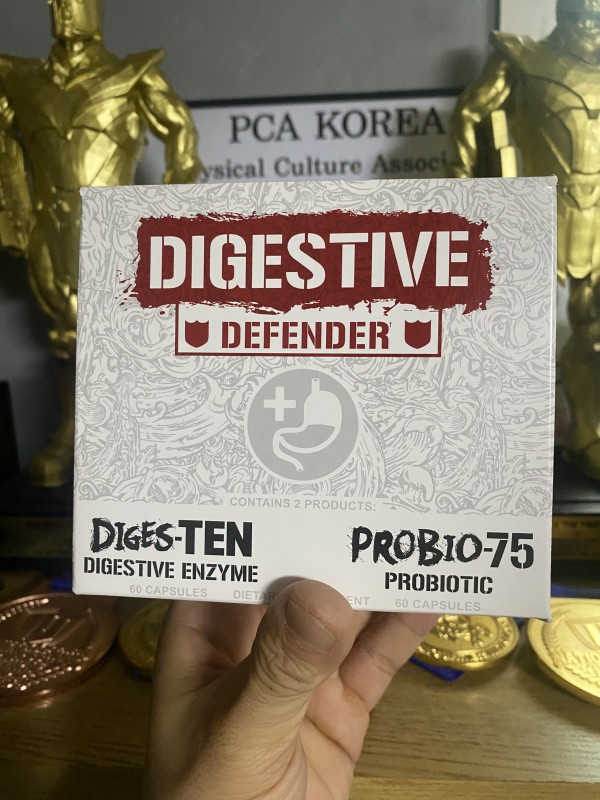 PCA KOREA
ysical Culture Associ
DIGESTIVE
DEFENDER
CONTAINS 2 PRODUCTS:
DIGES-TEN
DIGESTIVE ENZYME
60 CAPSULES
PROBIO-75
PROBIOTIC
60 CAPSULES